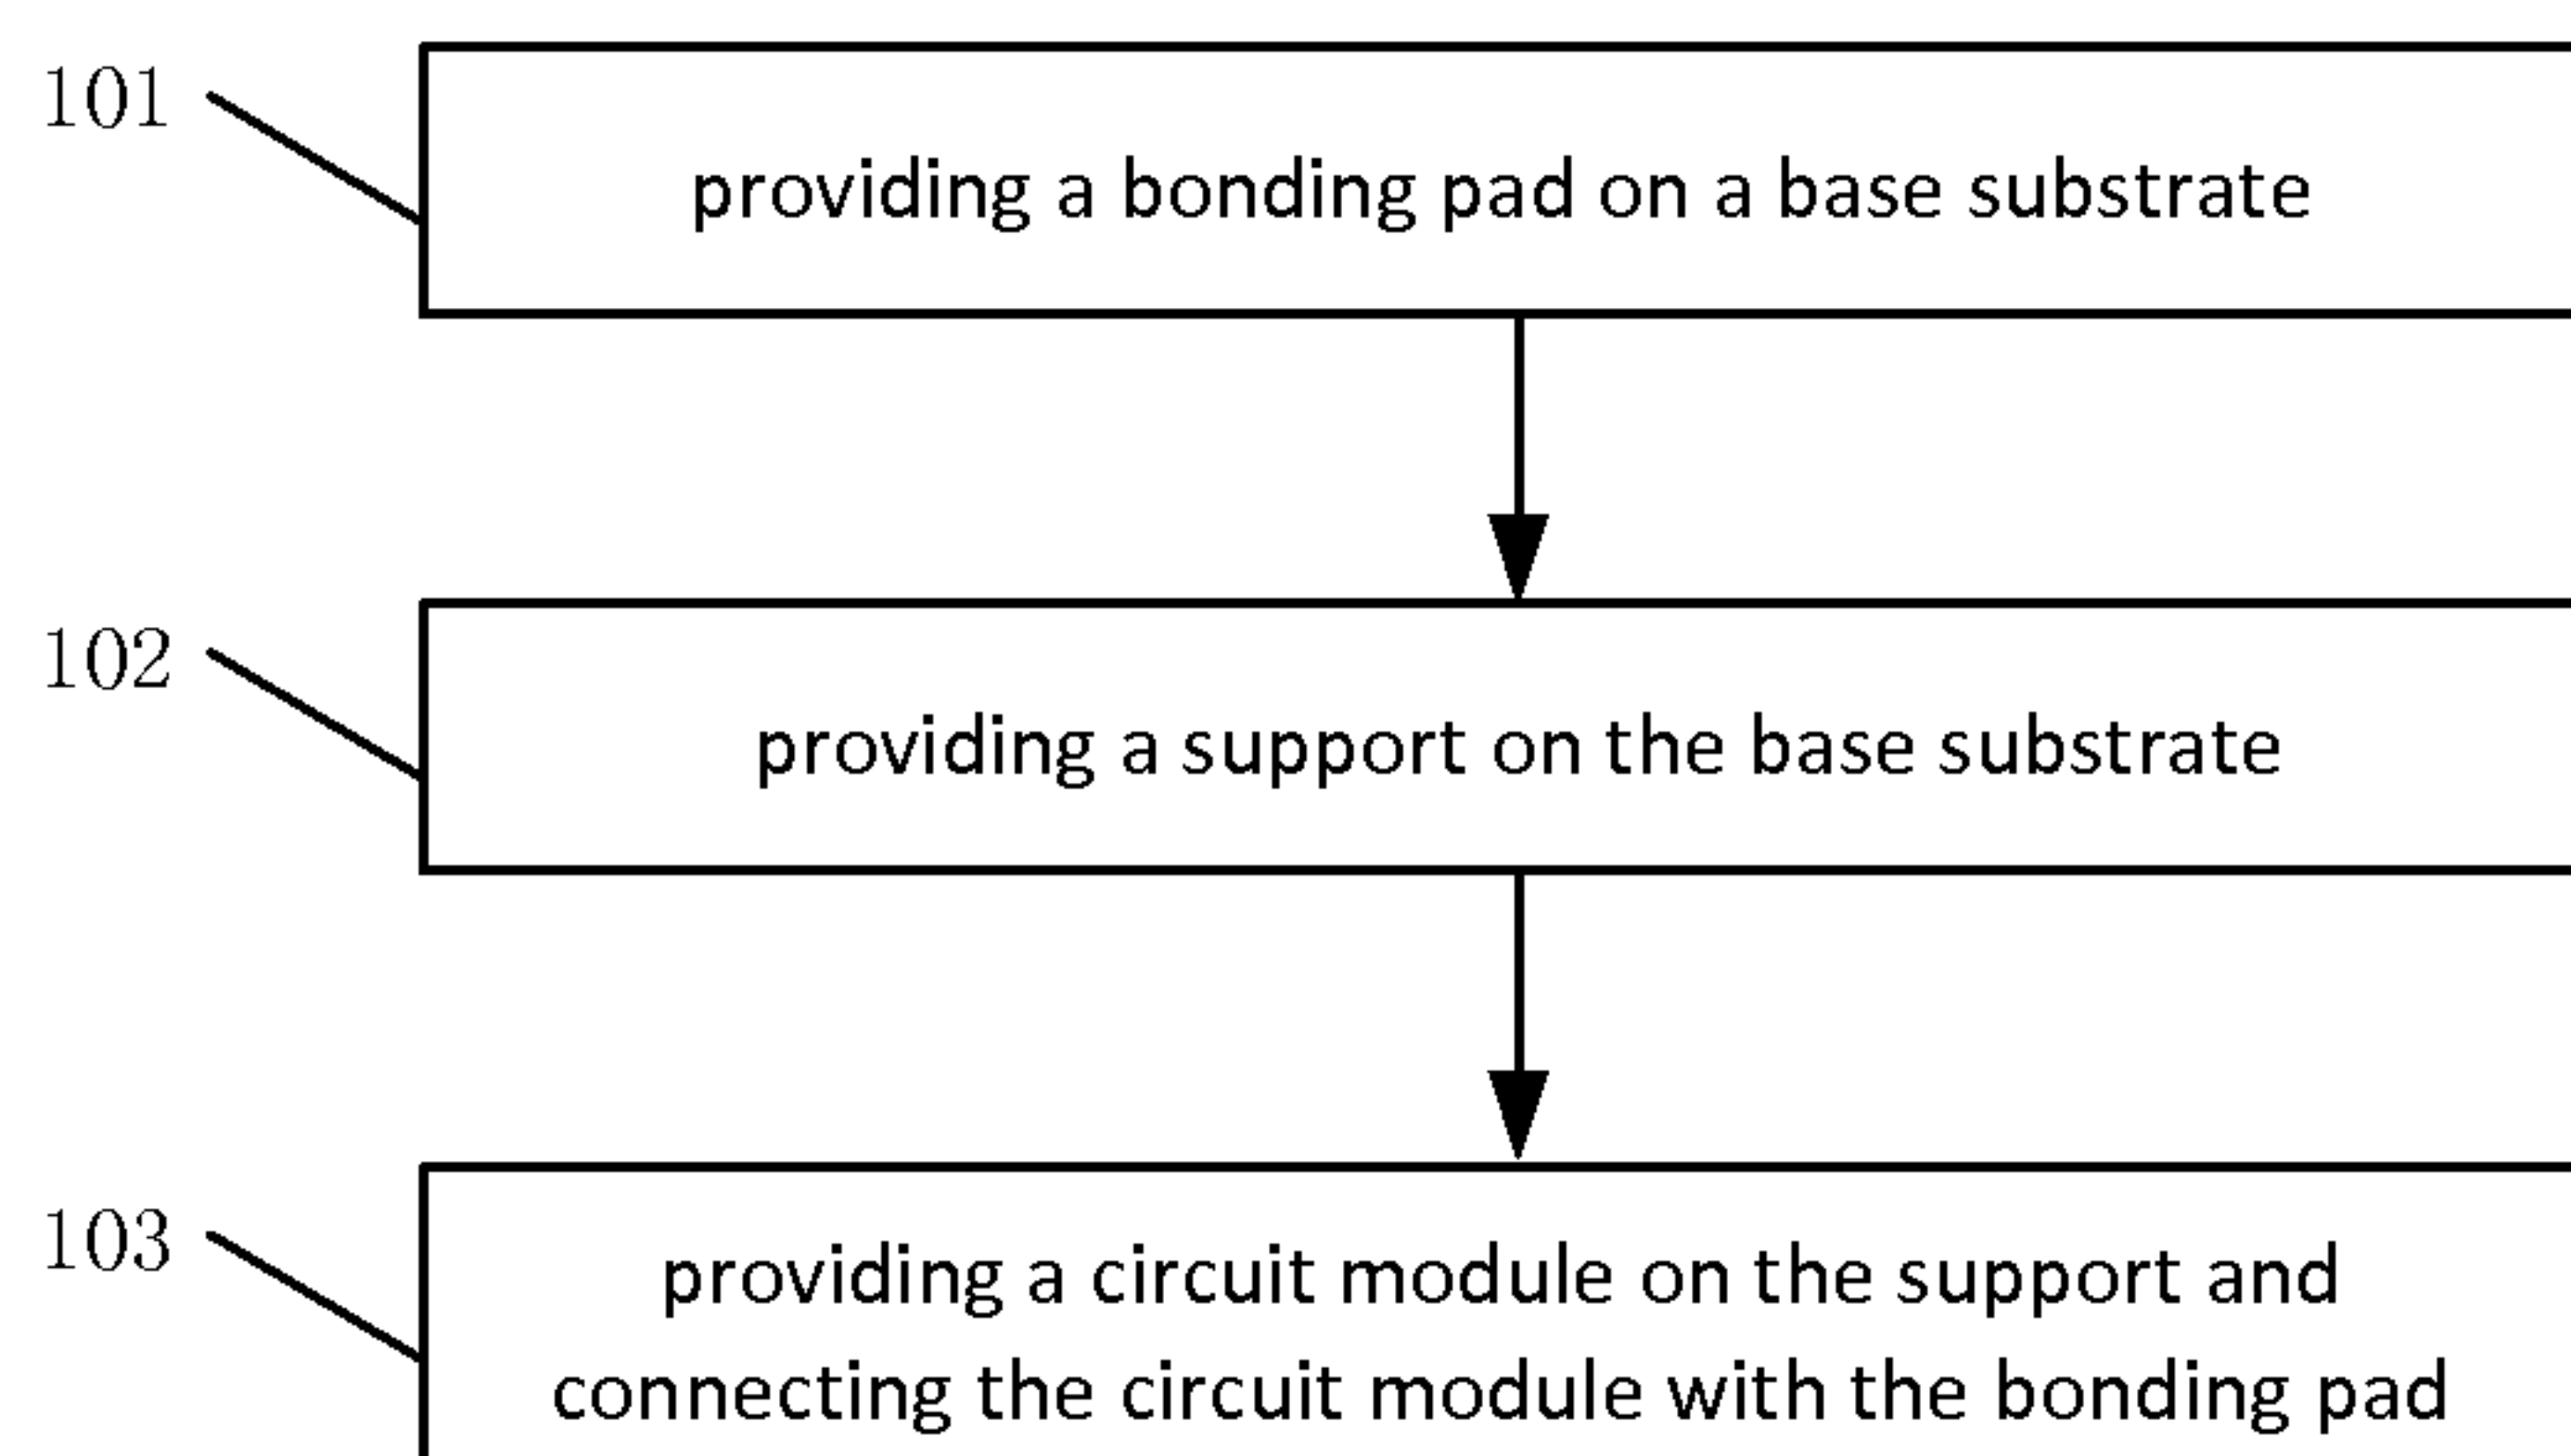 101
providing a bonding pad on a base substrate
102
providing a support on the base substrate
103
providing a circuit module on the support and
connecting the circuit module with the bonding pad